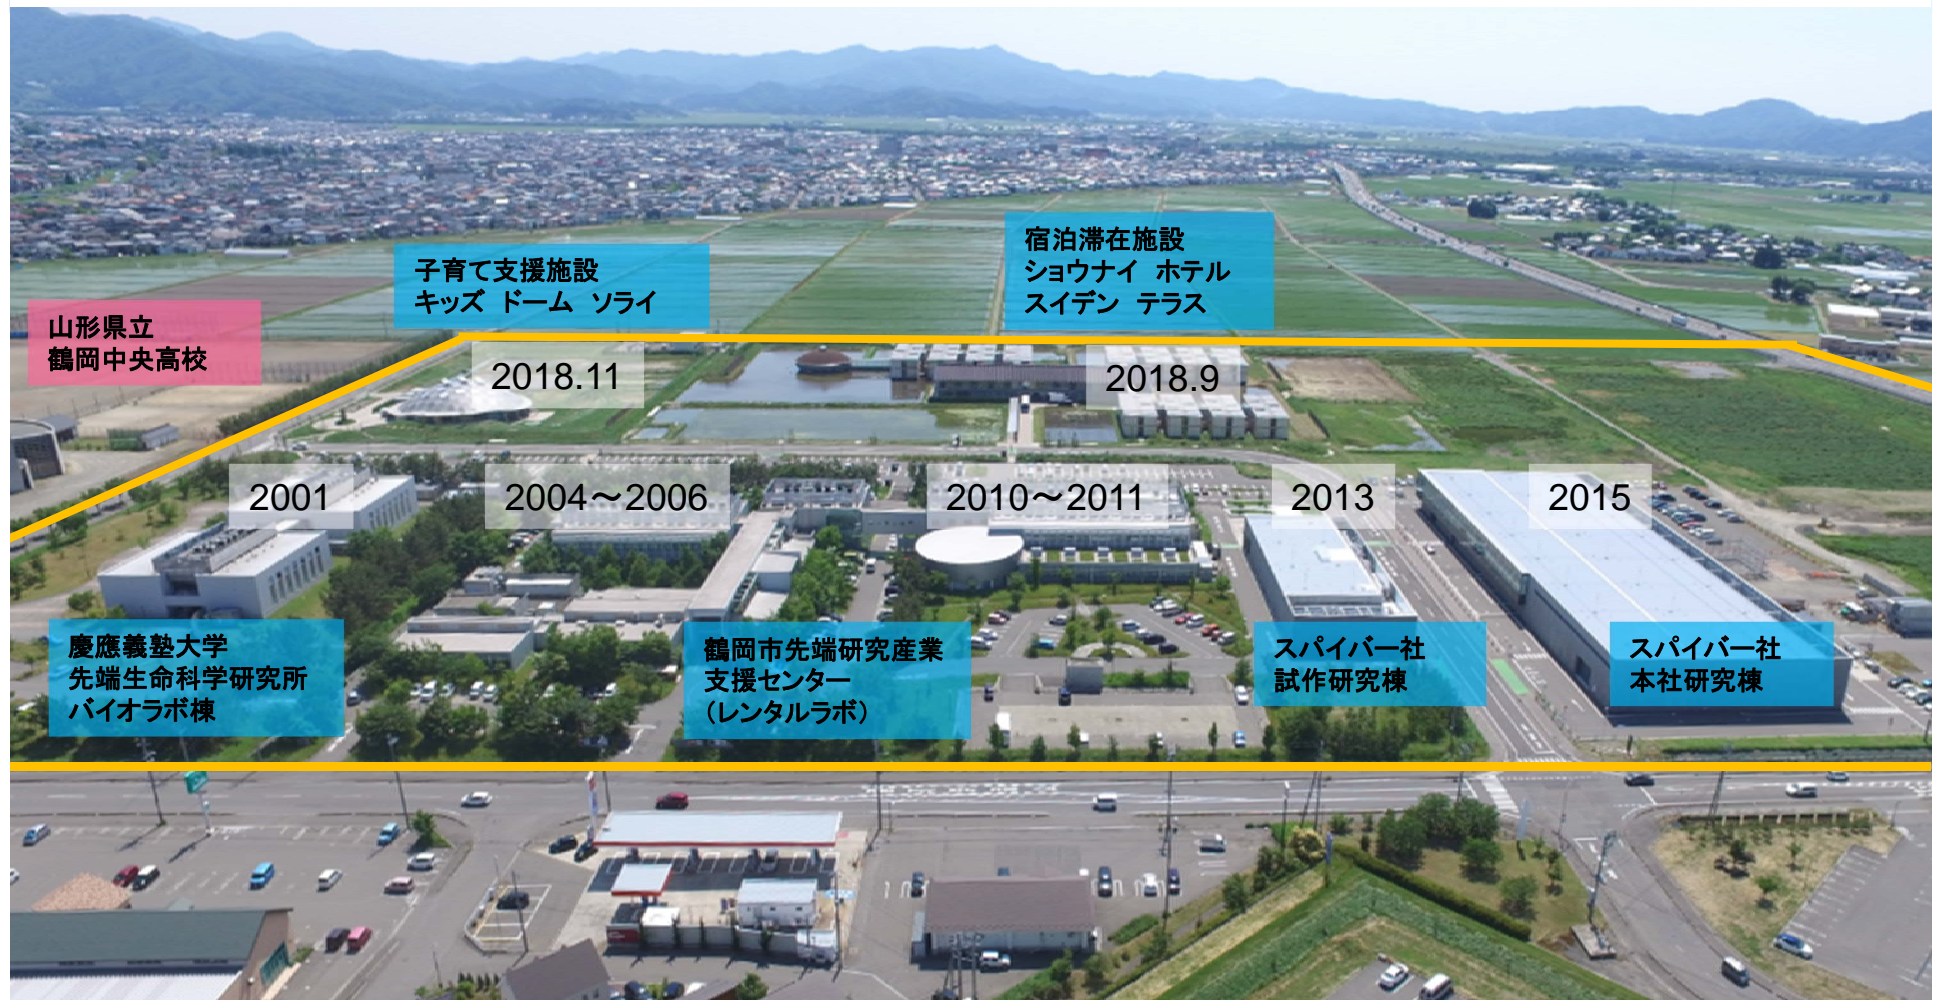 宿泊滞在施設
ショウナイ ホテル
スイデン テラス
子育て支援施設
キッズ ドーム ソライ
山形県立
鶴岡中央高校
2018.11
2018.9
2001
2004～2006
2010～2011
2013
2015
慶應義塾大学
先端生命科学研究所
バイオラボ棟
鶴岡市先端研究産業
支援センター
（レンタルラボ）
スパイバー社
試作研究棟
スパイバー社
本社研究棟